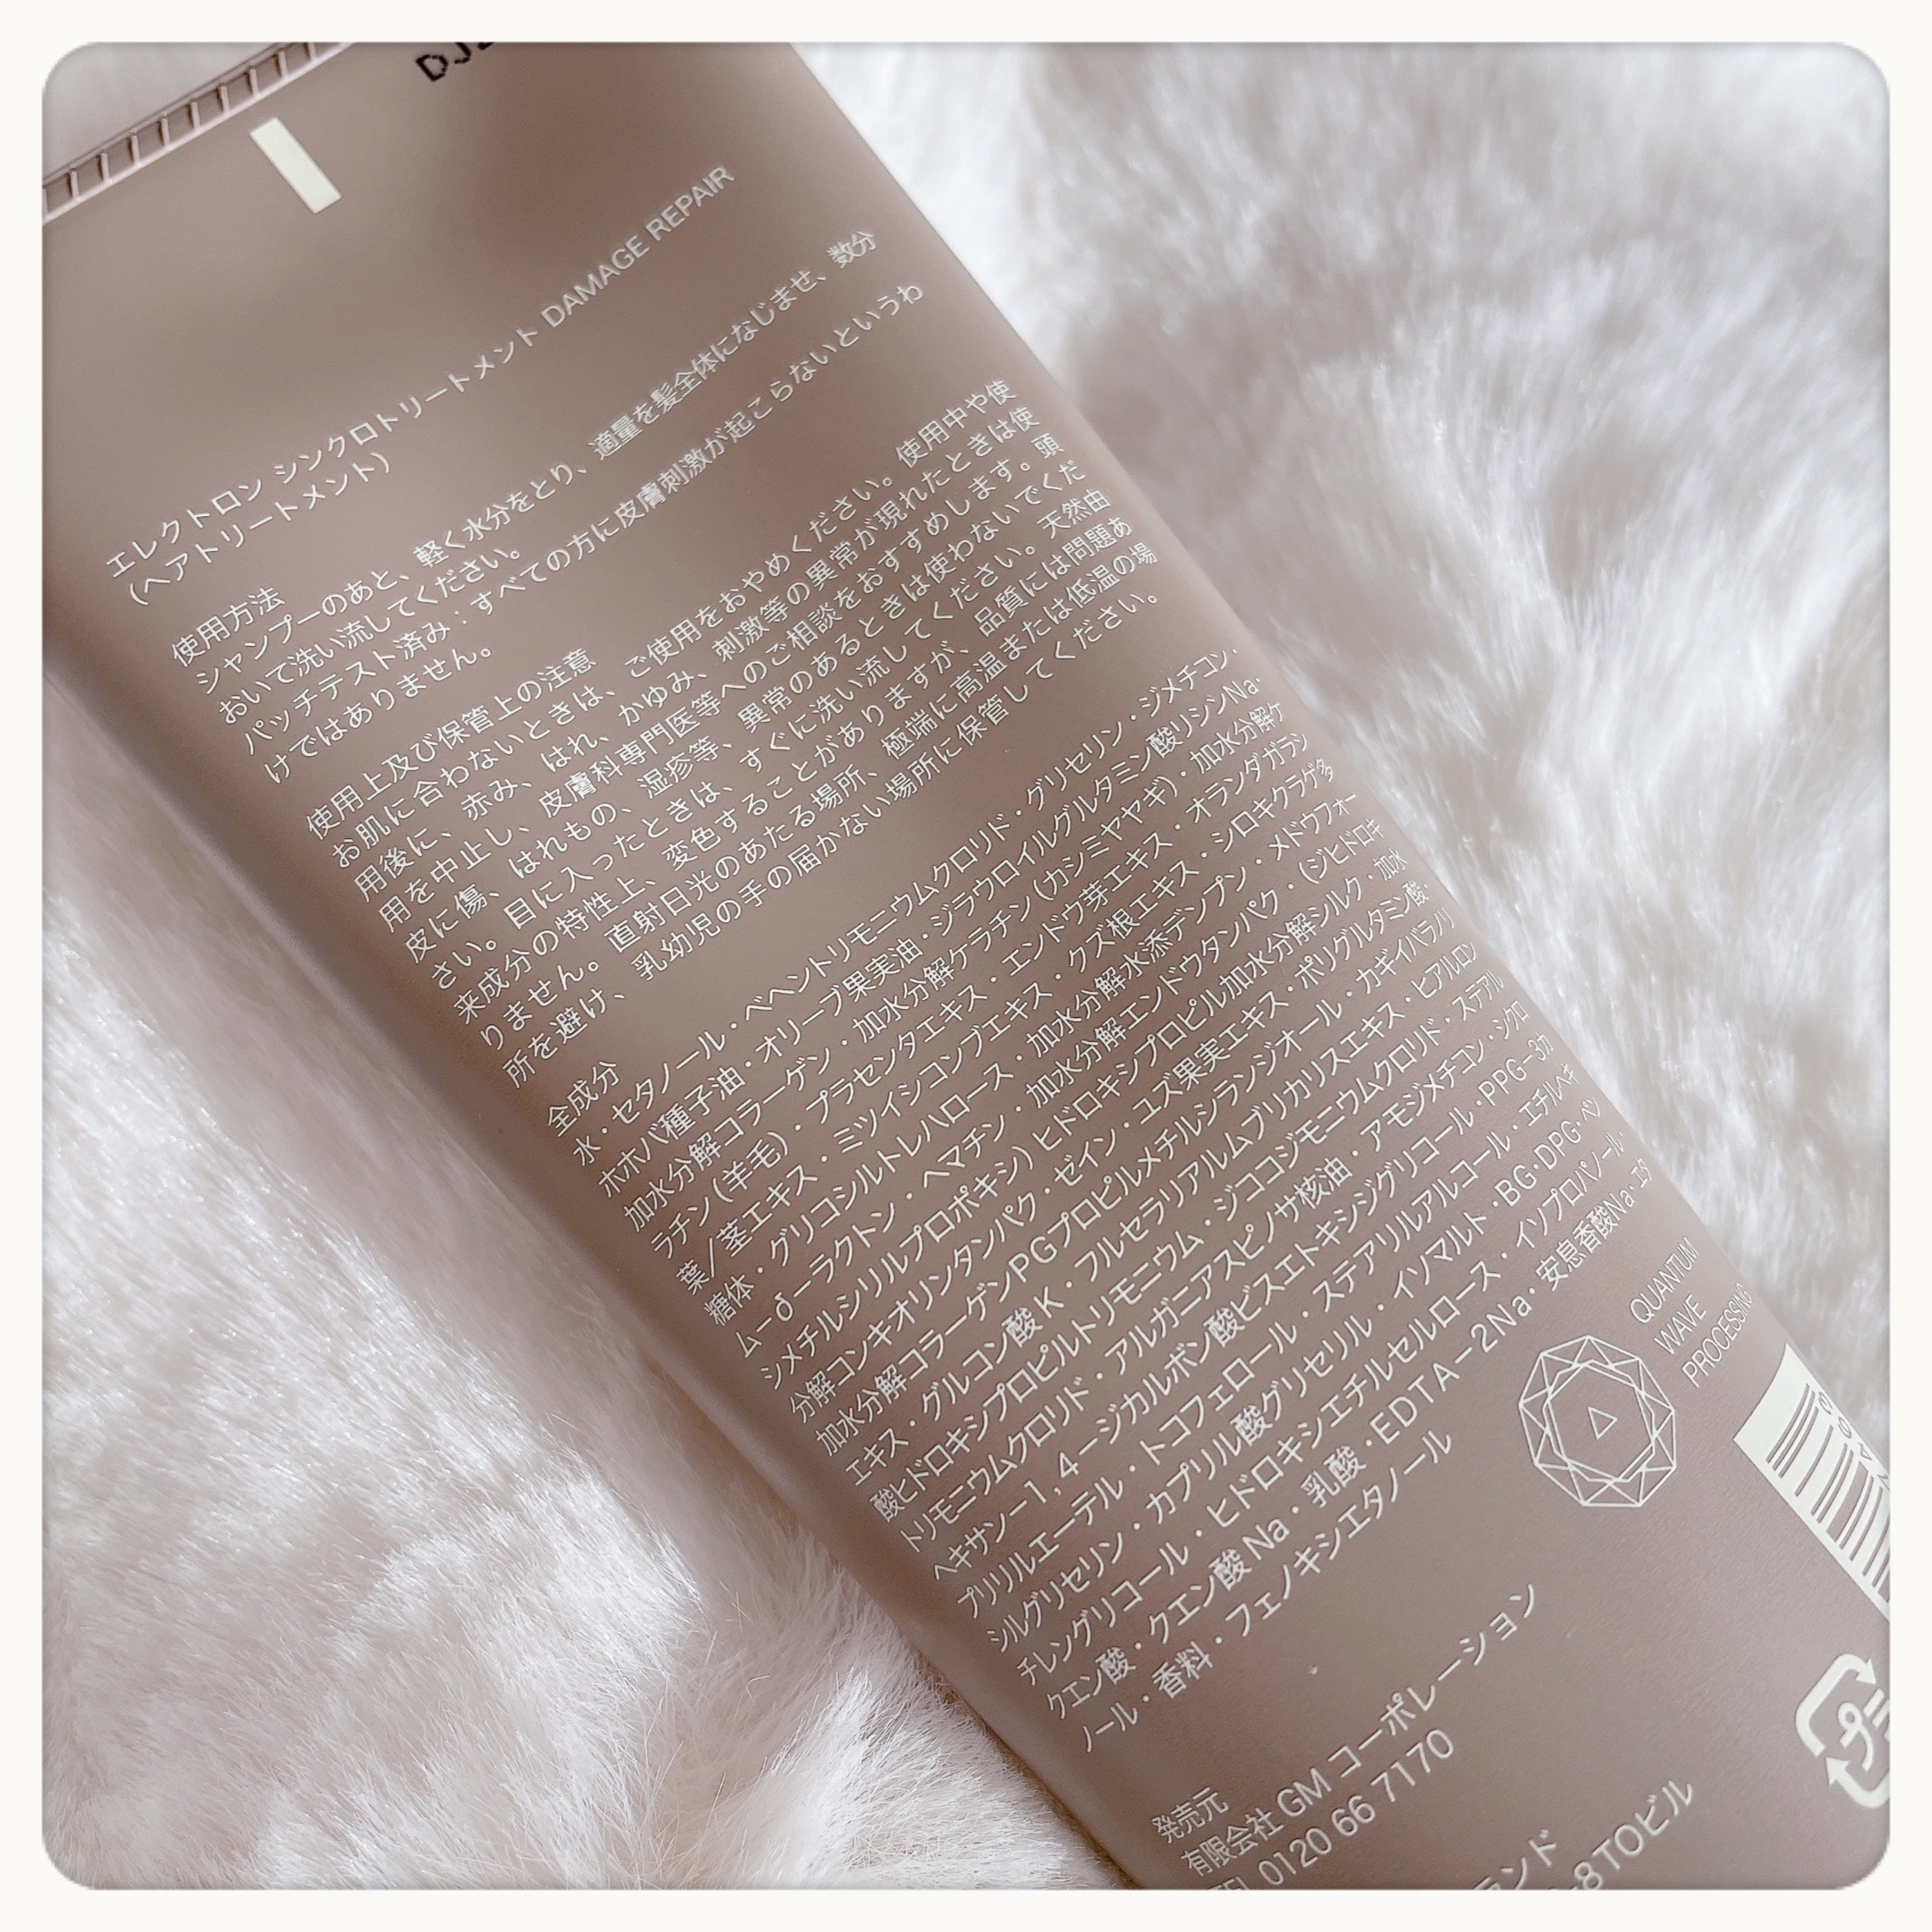 エレクトロン シンクロトリートメント DAMAGE REPAIR
(ヘアトリートメント)
使用方法
シャンプーのあと、軽く水分をとり、適量を髪全体になじませ、数分
おいて洗い流してください。
パッチテスト済み：すべての方に皮膚刺激が起こらないというわ
けではありません。
使用上及び保管上の注意
お肌に合わないときは、ご使用をおやめください。使用中や使
用後に、赤み、はれ、かゆみ、刺激等の異常が現れたときは使
用を中止し、皮膚科専門医等へのご相談をおすすめします。頭
皮に傷、はれもの、湿疹等、異常のあるときは使わないでくだ
さい。目に入ったときは、すぐに洗い流してください。天然由
来成分の特性上、変色することがありますが、品質には問題あ
りません。直射日光のあたる場所、極端に高温または低温の場
所を避け、乳幼児の手の届かない場所に保管してください。
全成分
水・セタノール・ベヘントリモニウムクロリド・グリセリン・ジメチコン・
ホホバ種子油・オリーブ果実油・ジラウロイルグルタミン酸リシンNa・
加水分解コラーゲン・加水分解ケラチン(カシミヤヤギ)・加水分解ケ
ラチン(羊毛)・プラセンタエキス・エンドウ芽エキス・オランダガラシ
葉/茎エキス・ミツイシコンブエキス・クズ根エキス・シロキクラゲ多
糖体・グリコシルトレハロース・加水分解水添デンプン・メドウフォー
ム-δ-ラクトン・ヘマチン・加水分解エンドウタンパク・(ジヒドロキ
シメチルシリルプロポキシ)ヒドロキシプロピル加水分解シルク・加水
分解コンキオリンタンパク・ゼイン・ユズ果実エキス・ポリグルタミン酸・
加水分解コラーゲンPGプロピルメチルシランジオール・カギイバラノリ
エキス・グルコン酸K・フルセラリアルムブリカリスエキス・ヒアルロン
酸ヒドロキシプロピルトリモニウム・ジココジモニウムクロリド・ステアル
トリモニウムクロリド・アルガニアスピノサ核油・アモジメチコン・シクロ
ヘキサン-1,4-ジカルボン酸ビスエトキシジグリコール・PPG-3カ
プリリルエーテル・トコフェロール・ステアリルアルコール・エチルヘキ
シルグリセリン・カプリル酸グリセリル・イソマルト・BG・DPG・ペン
チレングリコール・ヒドロキシエチルセルロース・イソプロパノール・
クエン酸・クエン酸Na・乳酸・EDTA-2Na・安息香酸Na・エタ
ノール・香料・フェノキシエタノール
QUANTUM
WAVE
PROCESSING
発売元
有限会社 GM コーポレーション
TEL 0120 66 7170
ランド
-8TOビル